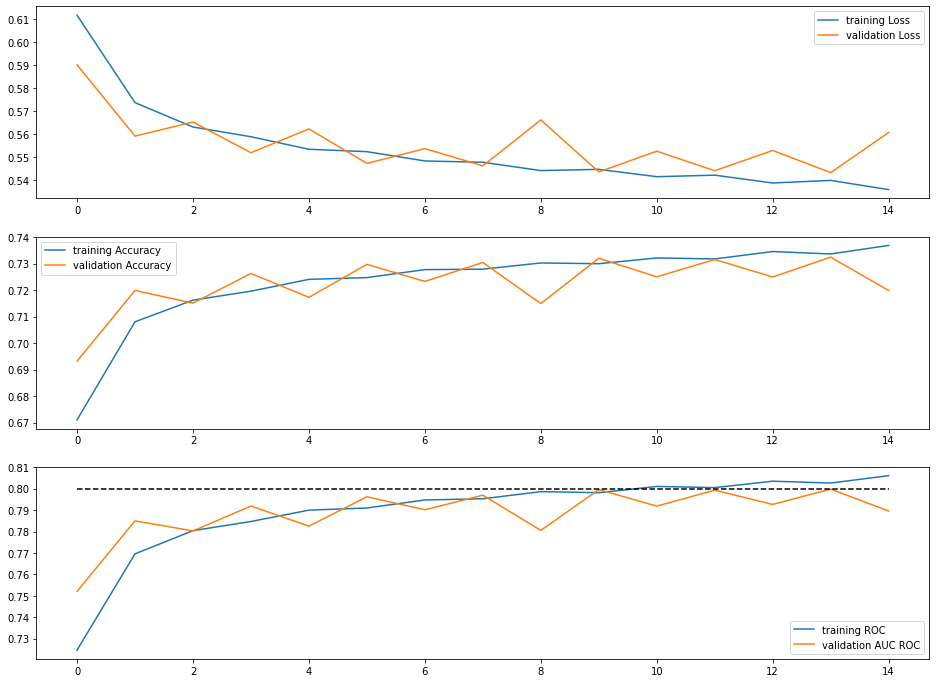 0.61
0.60
0.59
0.58
0.57
0.56
0.55
0.54
training Loss
validation Loss
0 2 4 6 8 10 12 14
0.74
0.73
0.72
0.71
0.70
0.69
0.68
0.67
training Accuracy
validation Accuracy
0 2 4 6 8 10 12 14
0.81
0.80
0.79
0.78
0.77
0.76
0.75
0.74
0.73
training ROC
validation AUC ROC
0 2 4 6 8 10 12 14